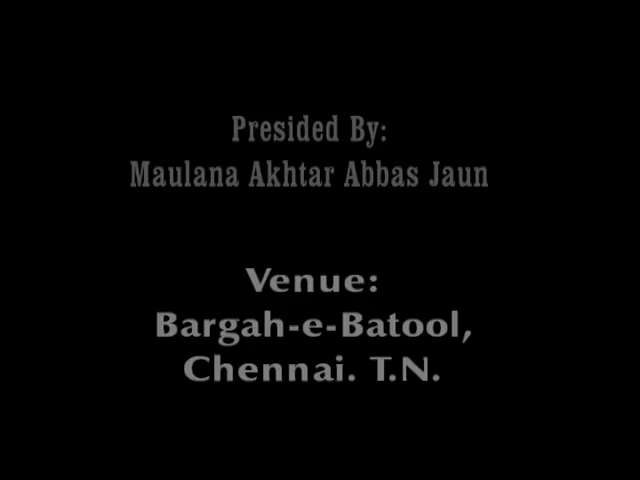 Presided By:
Maulana Akhtar Abbas Jaun
Venue:
Bargah-e-Batool,
Chennai. T.N.